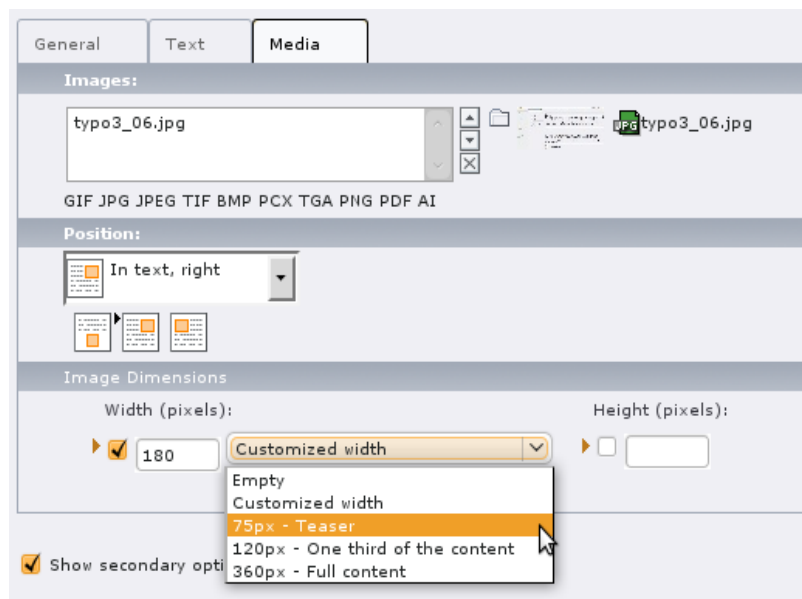 General Text Media
Images:
typo3_06.jpg
JPG typo3_06.jpg
GIF JPG JPEG TIF BMP PCX TGA PNG PDF AI
Position:
In text, right
Image Dimensions
Width (pixels): Height (pixels):
180 Customized width
Empty
Customized width
75px - Teaser
120px - One third of the content
360px - Full content
Show secondary opti